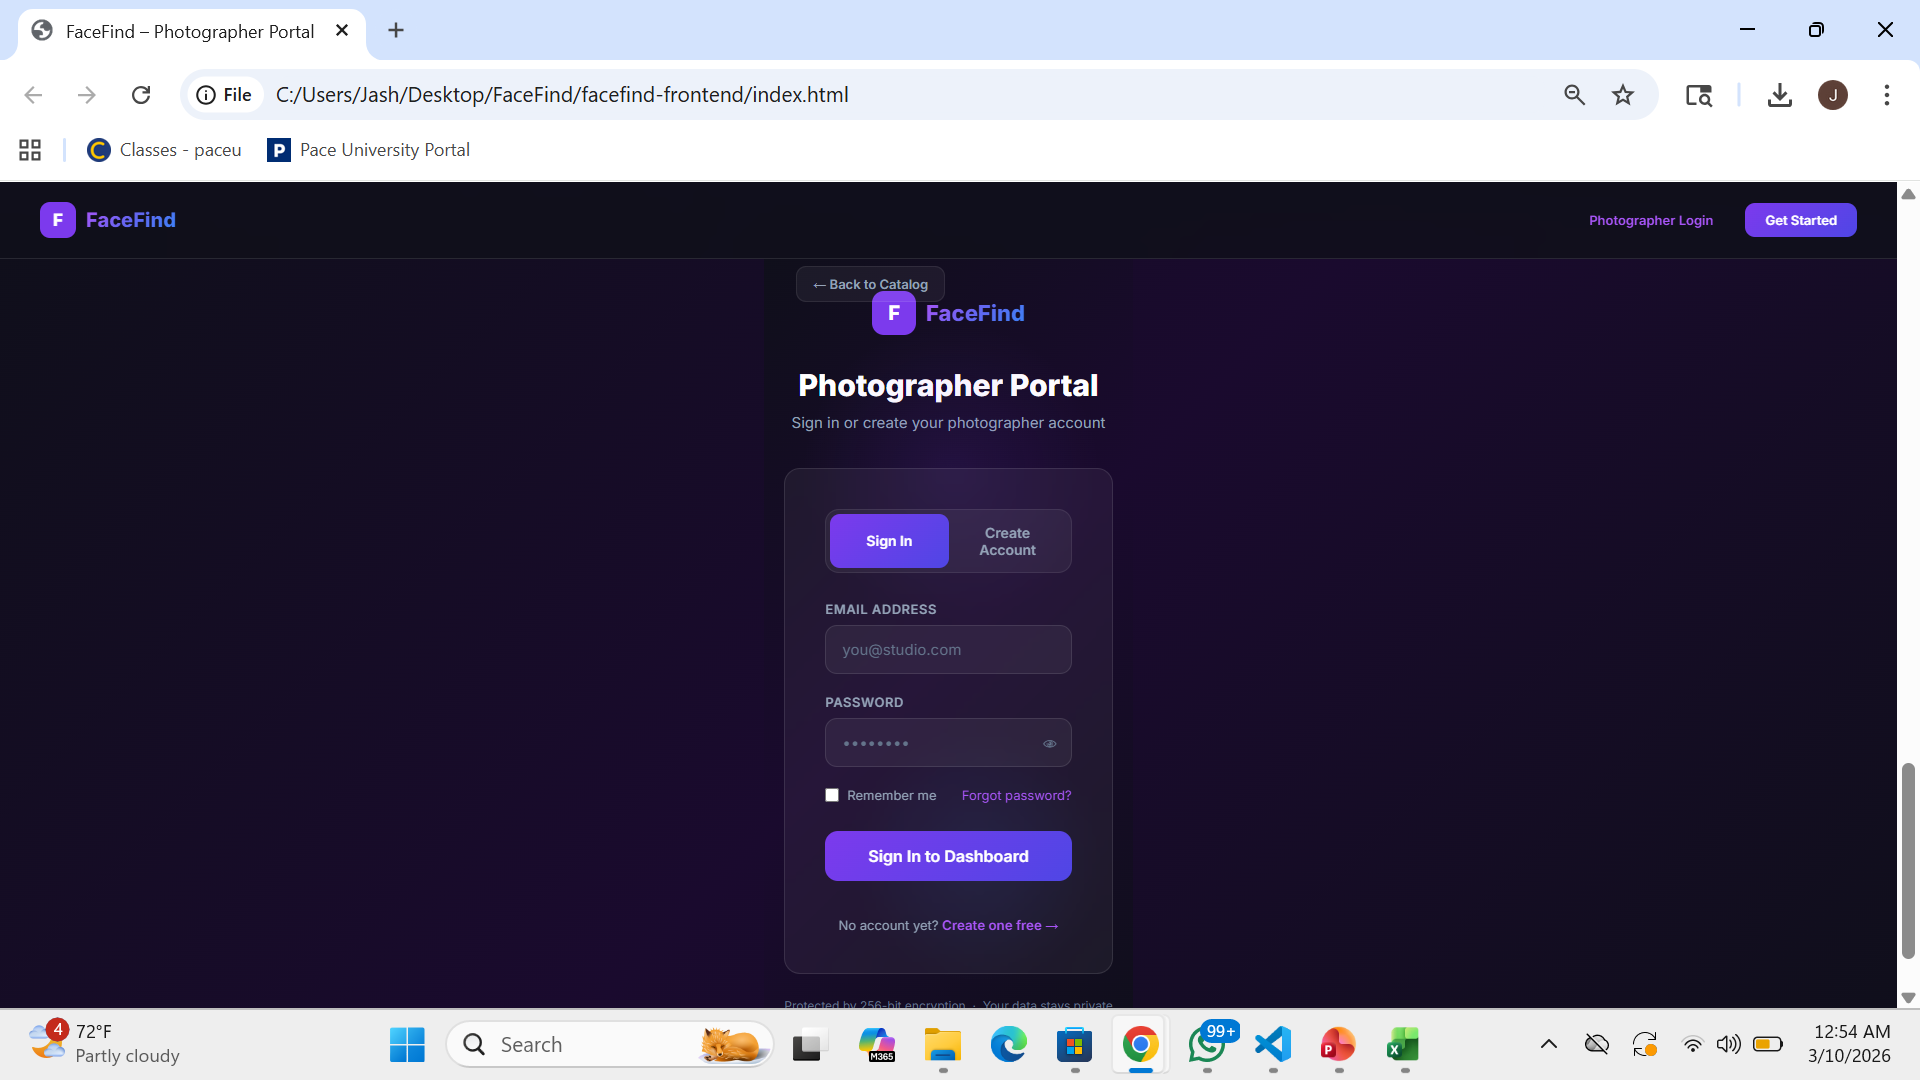 FaceFind – Photographer Portal
File
C:/Users/Jash/Desktop/FaceFind/facefind-frontend/index.html
J
Classes - paceu
P
Pace University Portal
F
FaceFind
Photographer Login
Get Started
← Back to Catalog
F
FaceFind
Photographer Portal
Sign in or create your photographer account
Sign In
Create
Account
EMAIL ADDRESS
you@studio.com
PASSWORD
••••••••
Remember me
Forgot password?
Sign In to Dashboard
No account yet? Create one free →
Protected by 256-bit encryption · Your data stays private
4
72°F
Partly cloudy
Search
M365
99+
P
X
12:54 AM
3/10/2026